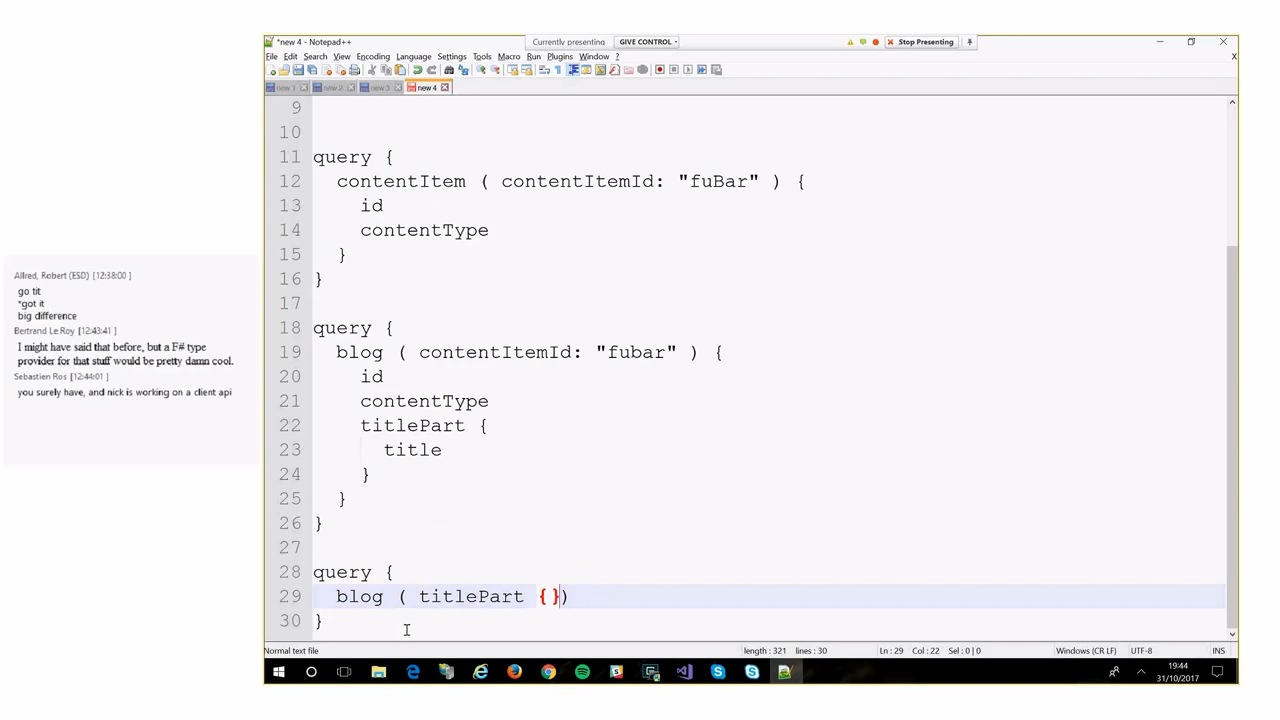 *new 4 - Notepad++
Currently presenting GIVE CONTROL Stop Presenting
File Edit Search View Encoding Language Settings Tools Macro Run Plugins Window ? X
new 1 new 2 new 3 new 4
9
10
11 query {
12 contentItem ( contentItemId: "fuBar" ) {
13 id
14 contentType
15 }
16 }
17
18 query {
19 blog ( contentItemId: "fubar" ) {
20 id
21 contentType
22 titlePart {
23 title
24 }
25 }
26 }
27
28 query {
29 blog ( titlePart {})
30 }
Allred, Robert (ESD) [12:38:00 ]
go tit
*got it
big difference
Bertrand Le Roy [12:43:41 ]
I might have said that before, but a F# type
provider for that stuff would be pretty damn cool.
Sebastien Ros [12:44:01 ]
you surely have, and nick is working on a client api
Normal text file length : 321 lines : 30 Ln : 29 Col : 22 Sel : 0 | 0 Windows (CR LF) UTF-8 INS
19:44
31/10/2017